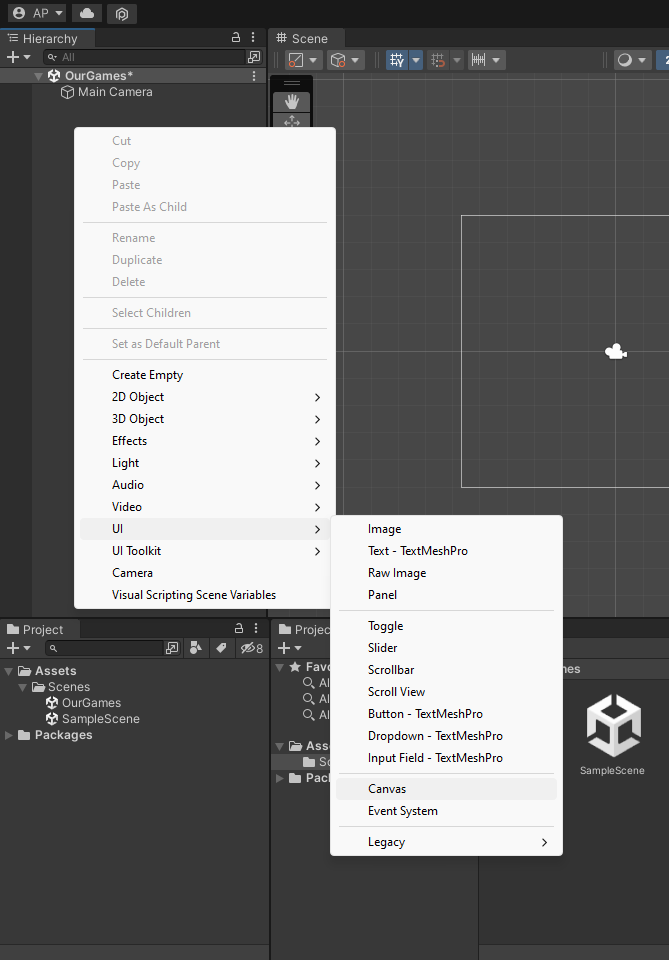 AP
Hierarchy
All
OurGames*
Main Camera
Scene
2
Cut
Copy
Paste
Paste As Child
Rename
Duplicate
Delete
Select Children
Set as Default Parent
Create Empty
2D Object
3D Object
Effects
Light
Audio
Video
UI
UI Toolkit
Camera
Visual Scripting Scene Variables
Image
Text - TextMeshPro
Raw Image
Panel
Toggle
Slider
Scrollbar
Scroll View
Button - TextMeshPro
Dropdown - TextMeshPro
Input Field - TextMeshPro
Canvas
Event System
Legacy
Project
8
Assets
Scenes
OurGames
SampleScene
Packages
Projec
Favo
Al
Al
Al
Asse
Sc
Pack
nes
SampleScene